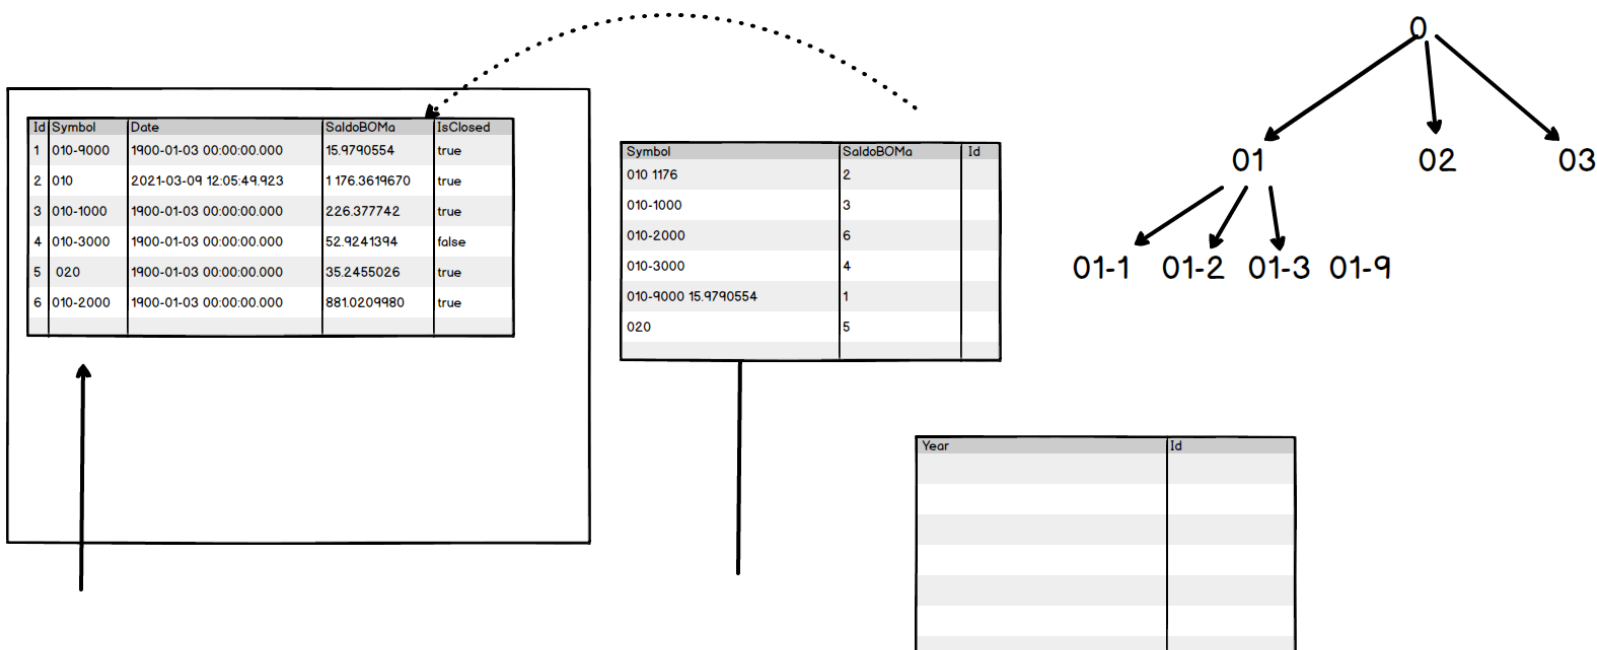 Id Symbol Date SaldoBOMa IsClosed
1 010-9000 1900-01-03 00:00:00.000 15.9790554 true
2 010 2021-03-09 12:05:49.923 1 176.3619670 true
3 010-1000 1900-01-03 00:00:00.000 226.377742 true
4 010-3000 1900-01-03 00:00:00.000 52.9241394 false
5 020 1900-01-03 00:00:00.000 35.2455026 true
6 010-2000 1900-01-03 00:00:00.000 881.0209980 true
Symbol SaldoBOMa Id
010 1176 2
010-1000 3
010-2000 6
010-3000 4
010-9000 15.9790554 1
020 5
Year Id
0
01 02 03
01-1 01-2 01-3 01-9